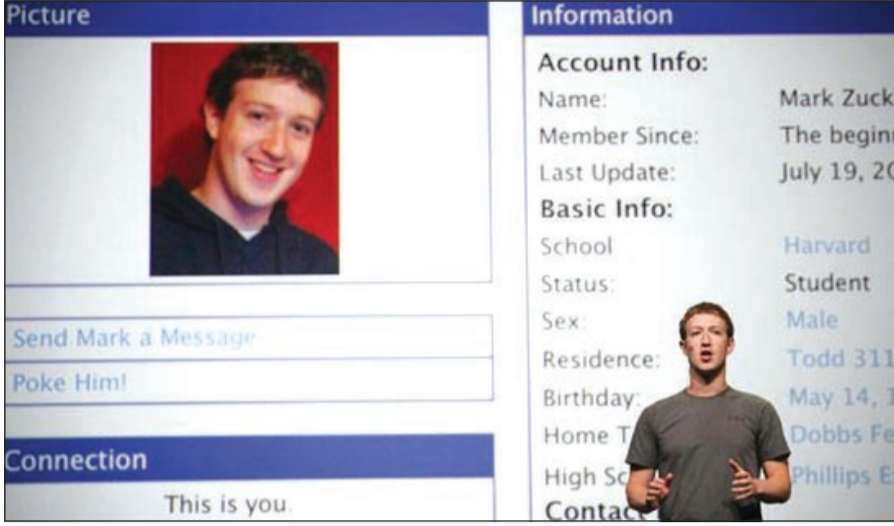 Picture
Send Mark a Message
Poke Him!
Connection
This is you.
Information
Account Info:
Name: Mark Zuck
Member Since: The begin
Last Update: July 19, 20
Basic Info:
School Harvard
Status: Student
Sex: Male
Residence: Todd 311
Birthday: May 14, 1
Home T Dobbs Fe
High Sc Phillips E
Contact